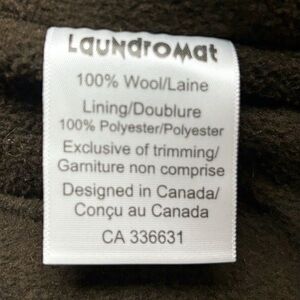 Laundromat
100% Wool/Laine
Lining/Doublure
100% Polyester/Polyester
Exclusive of trimming/
Garniture non comprise
Designed in Canada/
Conçu au Canada
CA 336631